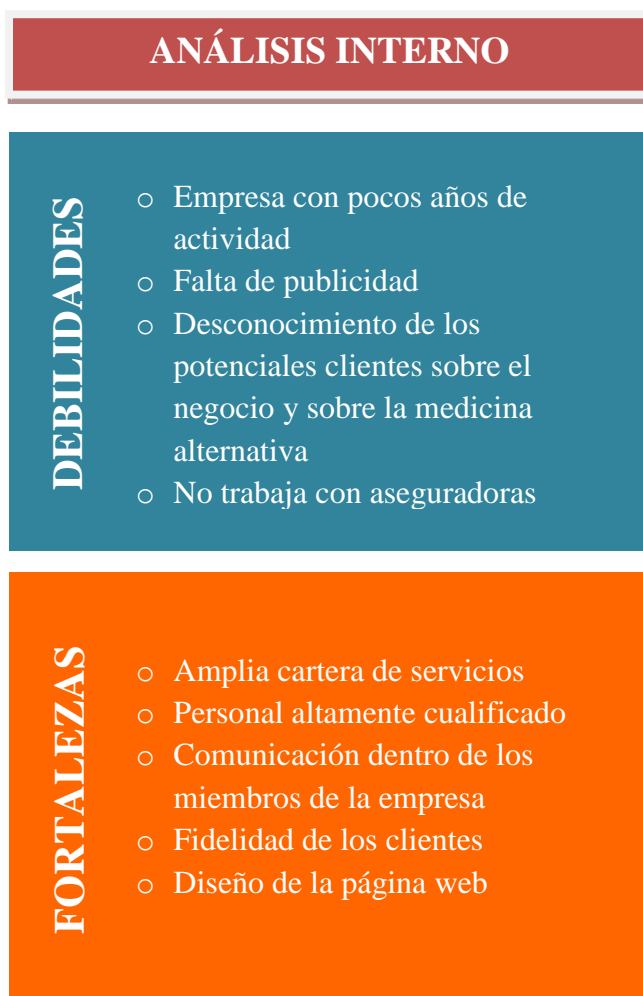 ANÁLISIS INTERNO
DEBILIDADES
o Empresa con pocos años de
actividad
o Falta de publicidad
o Desconocimiento de los
potenciales clientes sobre el
negocio y sobre la medicina
alternativa
o No trabaja con aseguradoras
FORTALEZAS
o Amplia cartera de servicios
o Personal altamente cualificado
o Comunicación dentro de los
miembros de la empresa
o Fidelidad de los clientes
o Diseño de la página web